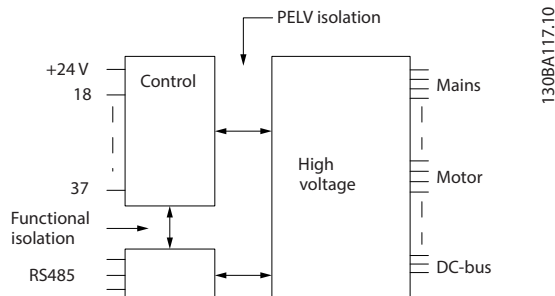 PELV isolation
+24 V
Control
Mains
18
High
voltage
Motor
37
Functional
isolation
DC-bus
RS485
130BA117.10